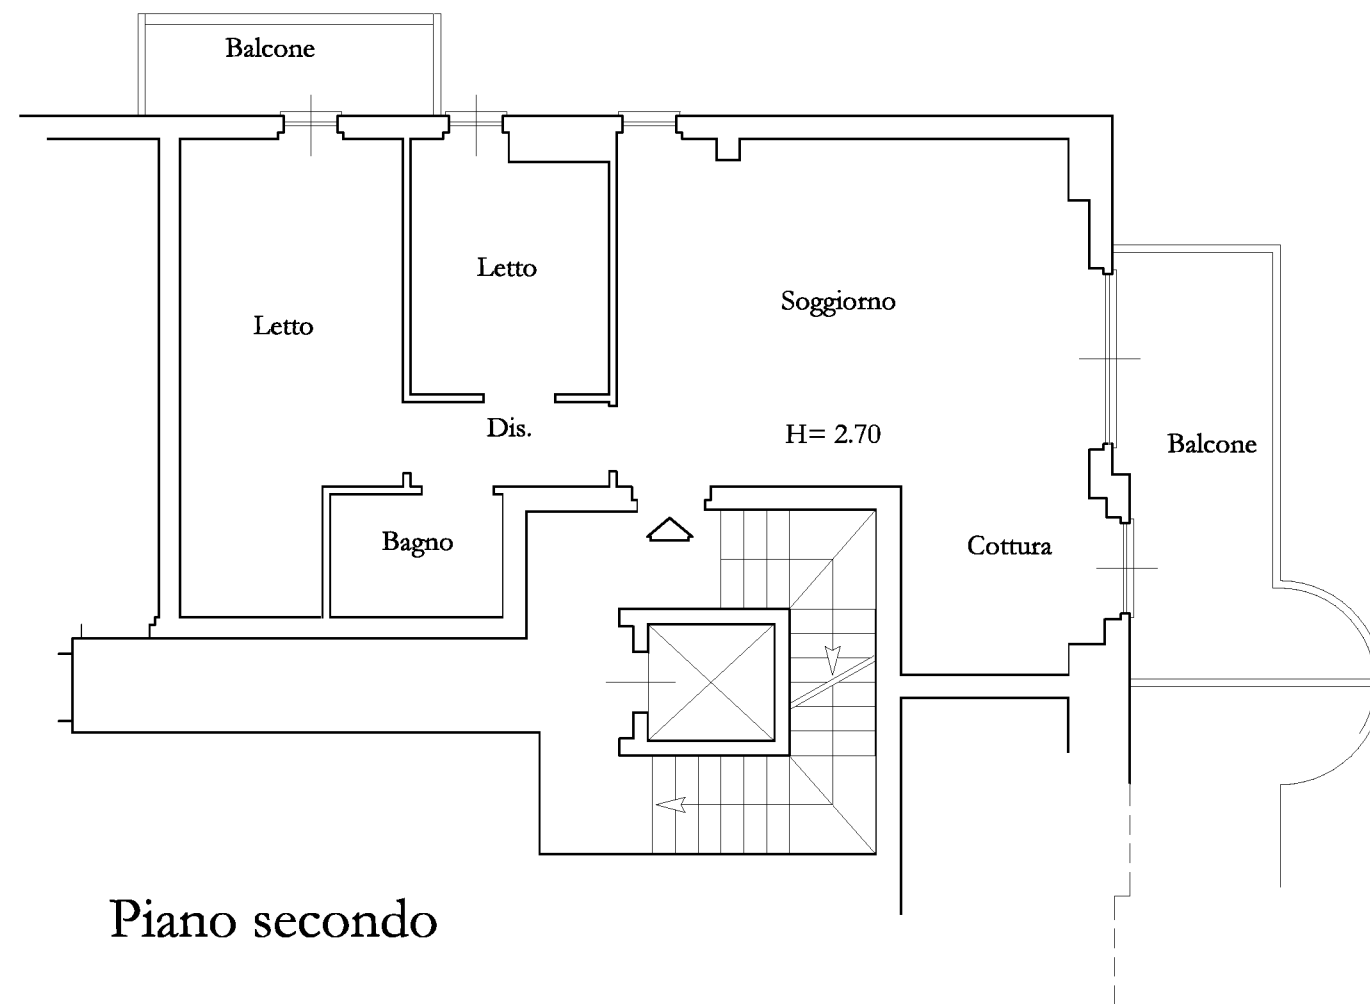 Balcone
Letto
Soggiorno
Letto
Dis.
H= 2.70
Balcone
Bagno
Cottura
Piano secondo